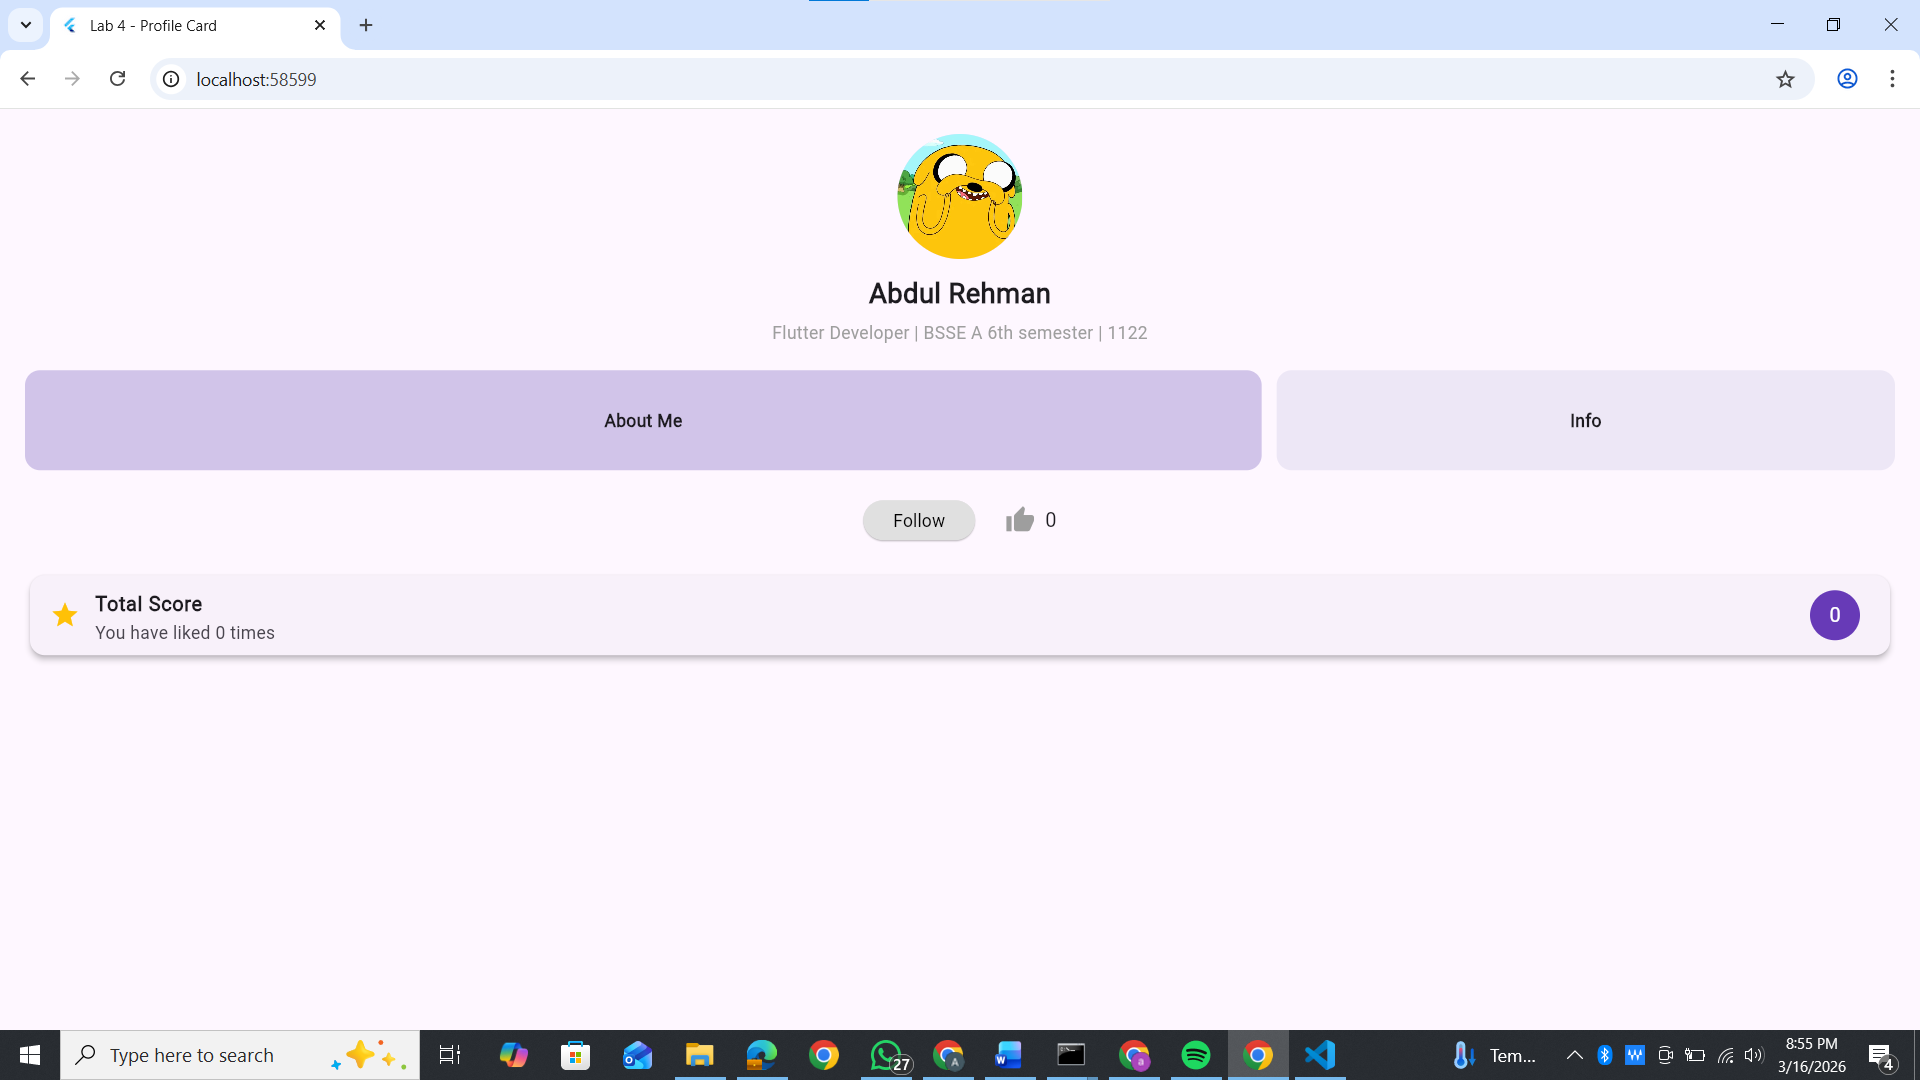 Lab 4 - Profile Card
localhost:58599
Abdul Rehman
Flutter Developer | BSSE A 6th semester | 1122
About Me
Info
Follow
0
Total Score
You have liked 0 times
0
Type here to search
27
A
a
Tem...
8:55 PM
3/16/2026
4